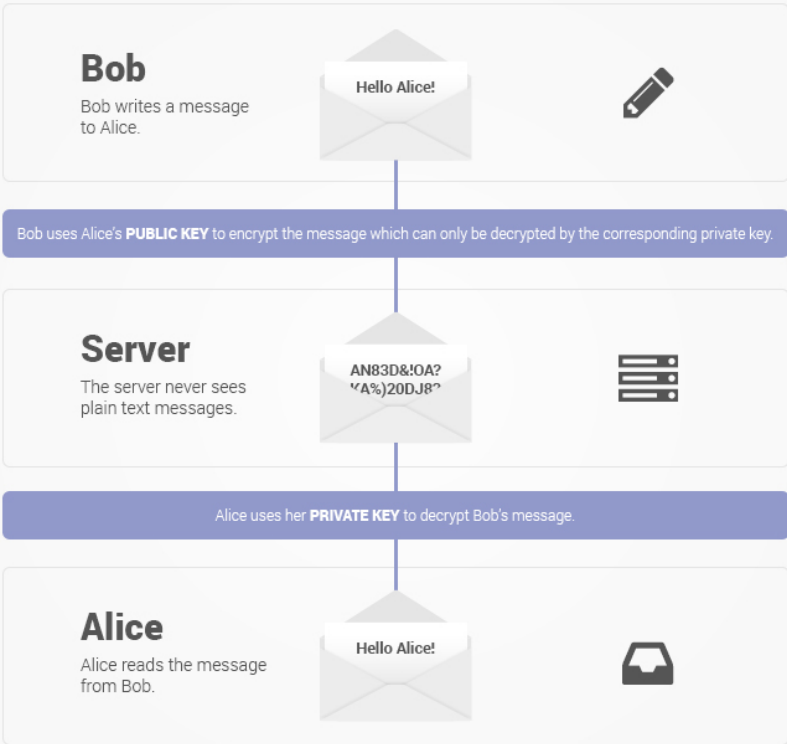 Bob
Bob writes a message
to Alice.
Hello Alice!
Bob uses Alice's PUBLIC KEY to encrypt the message which can only be decrypted by the corresponding private key.
Server
The server never sees
plain text messages.
AN83D&!OA?
KA%)20DJ8?
Alice uses her PRIVATE KEY to decrypt Bob's message.
Alice
Alice reads the message
from Bob.
Hello Alice!